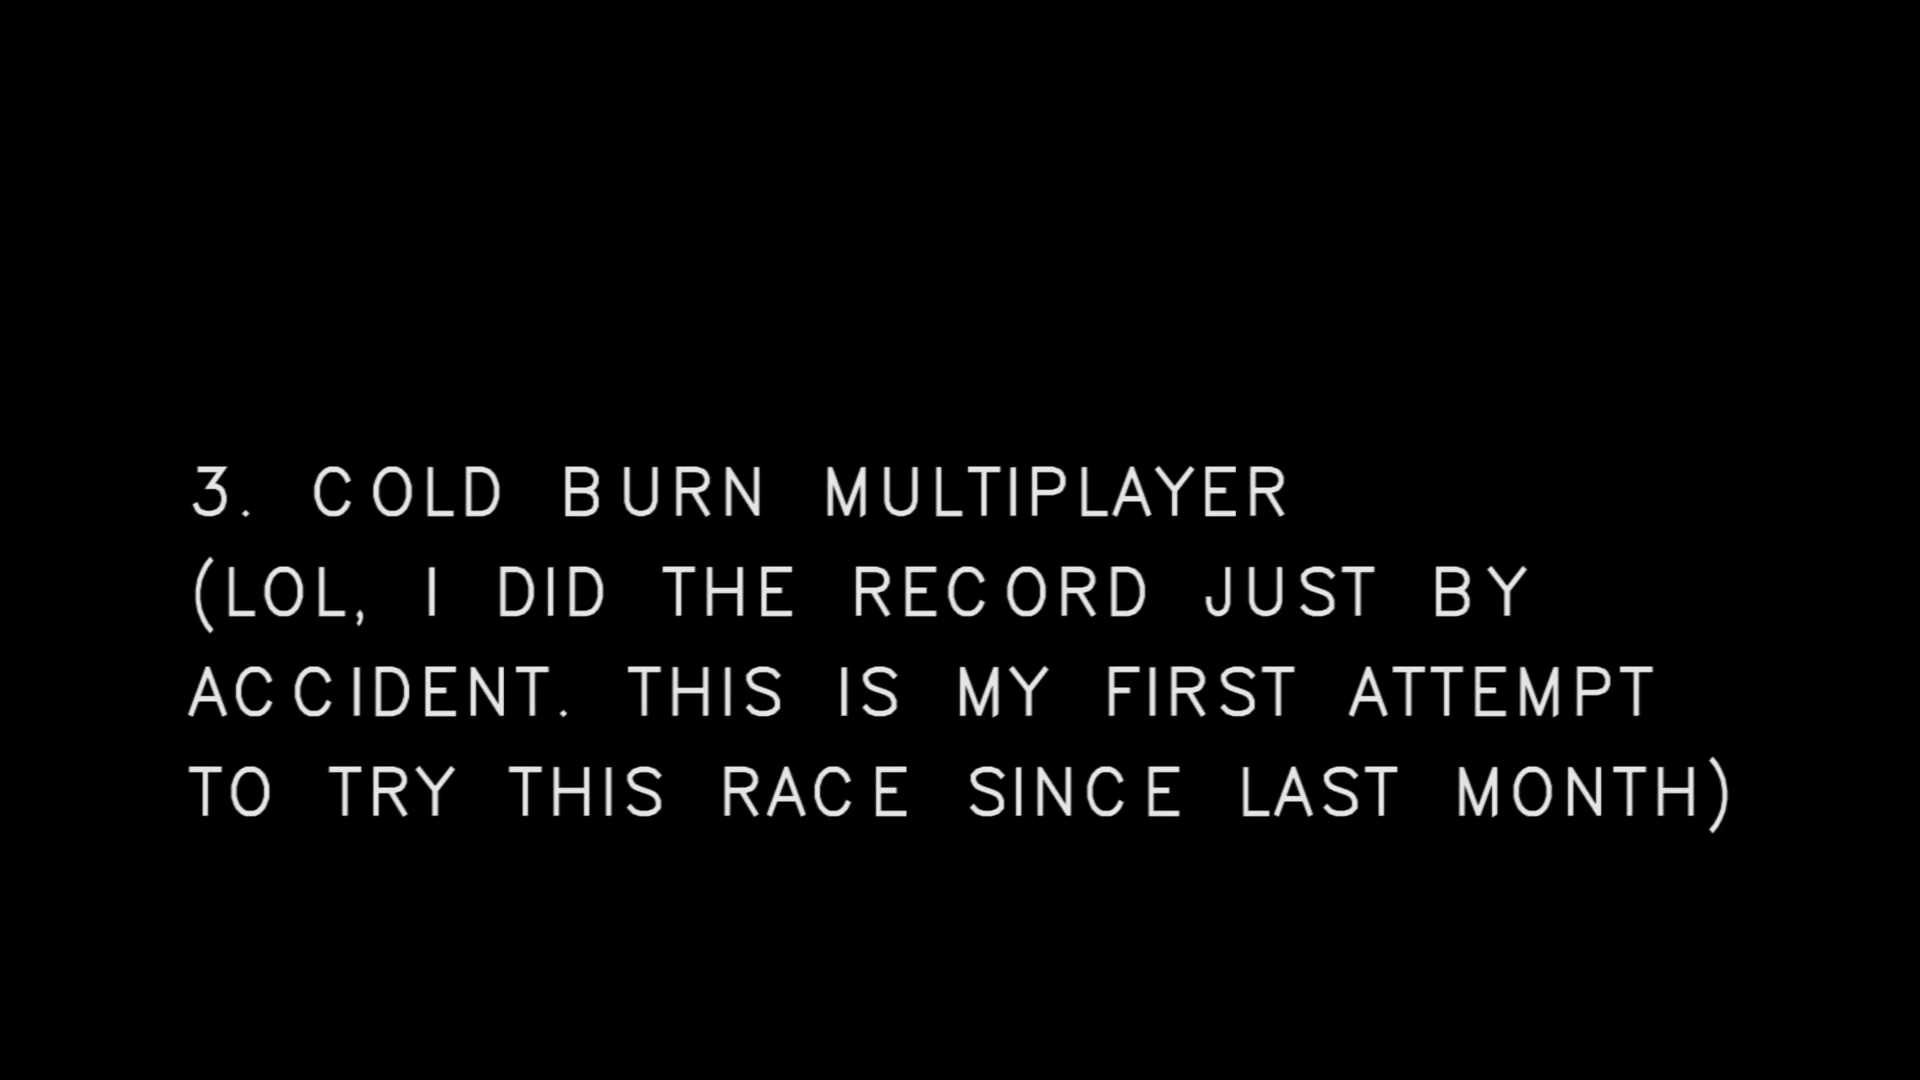 3. COLD BURN MULTIPLAYER
(LOL, I DID THE RECORD JUST BY
ACCIDENT. THIS IS MY FIRST ATTEMPT
TO TRY THIS RACE SINCE LAST MONTH)